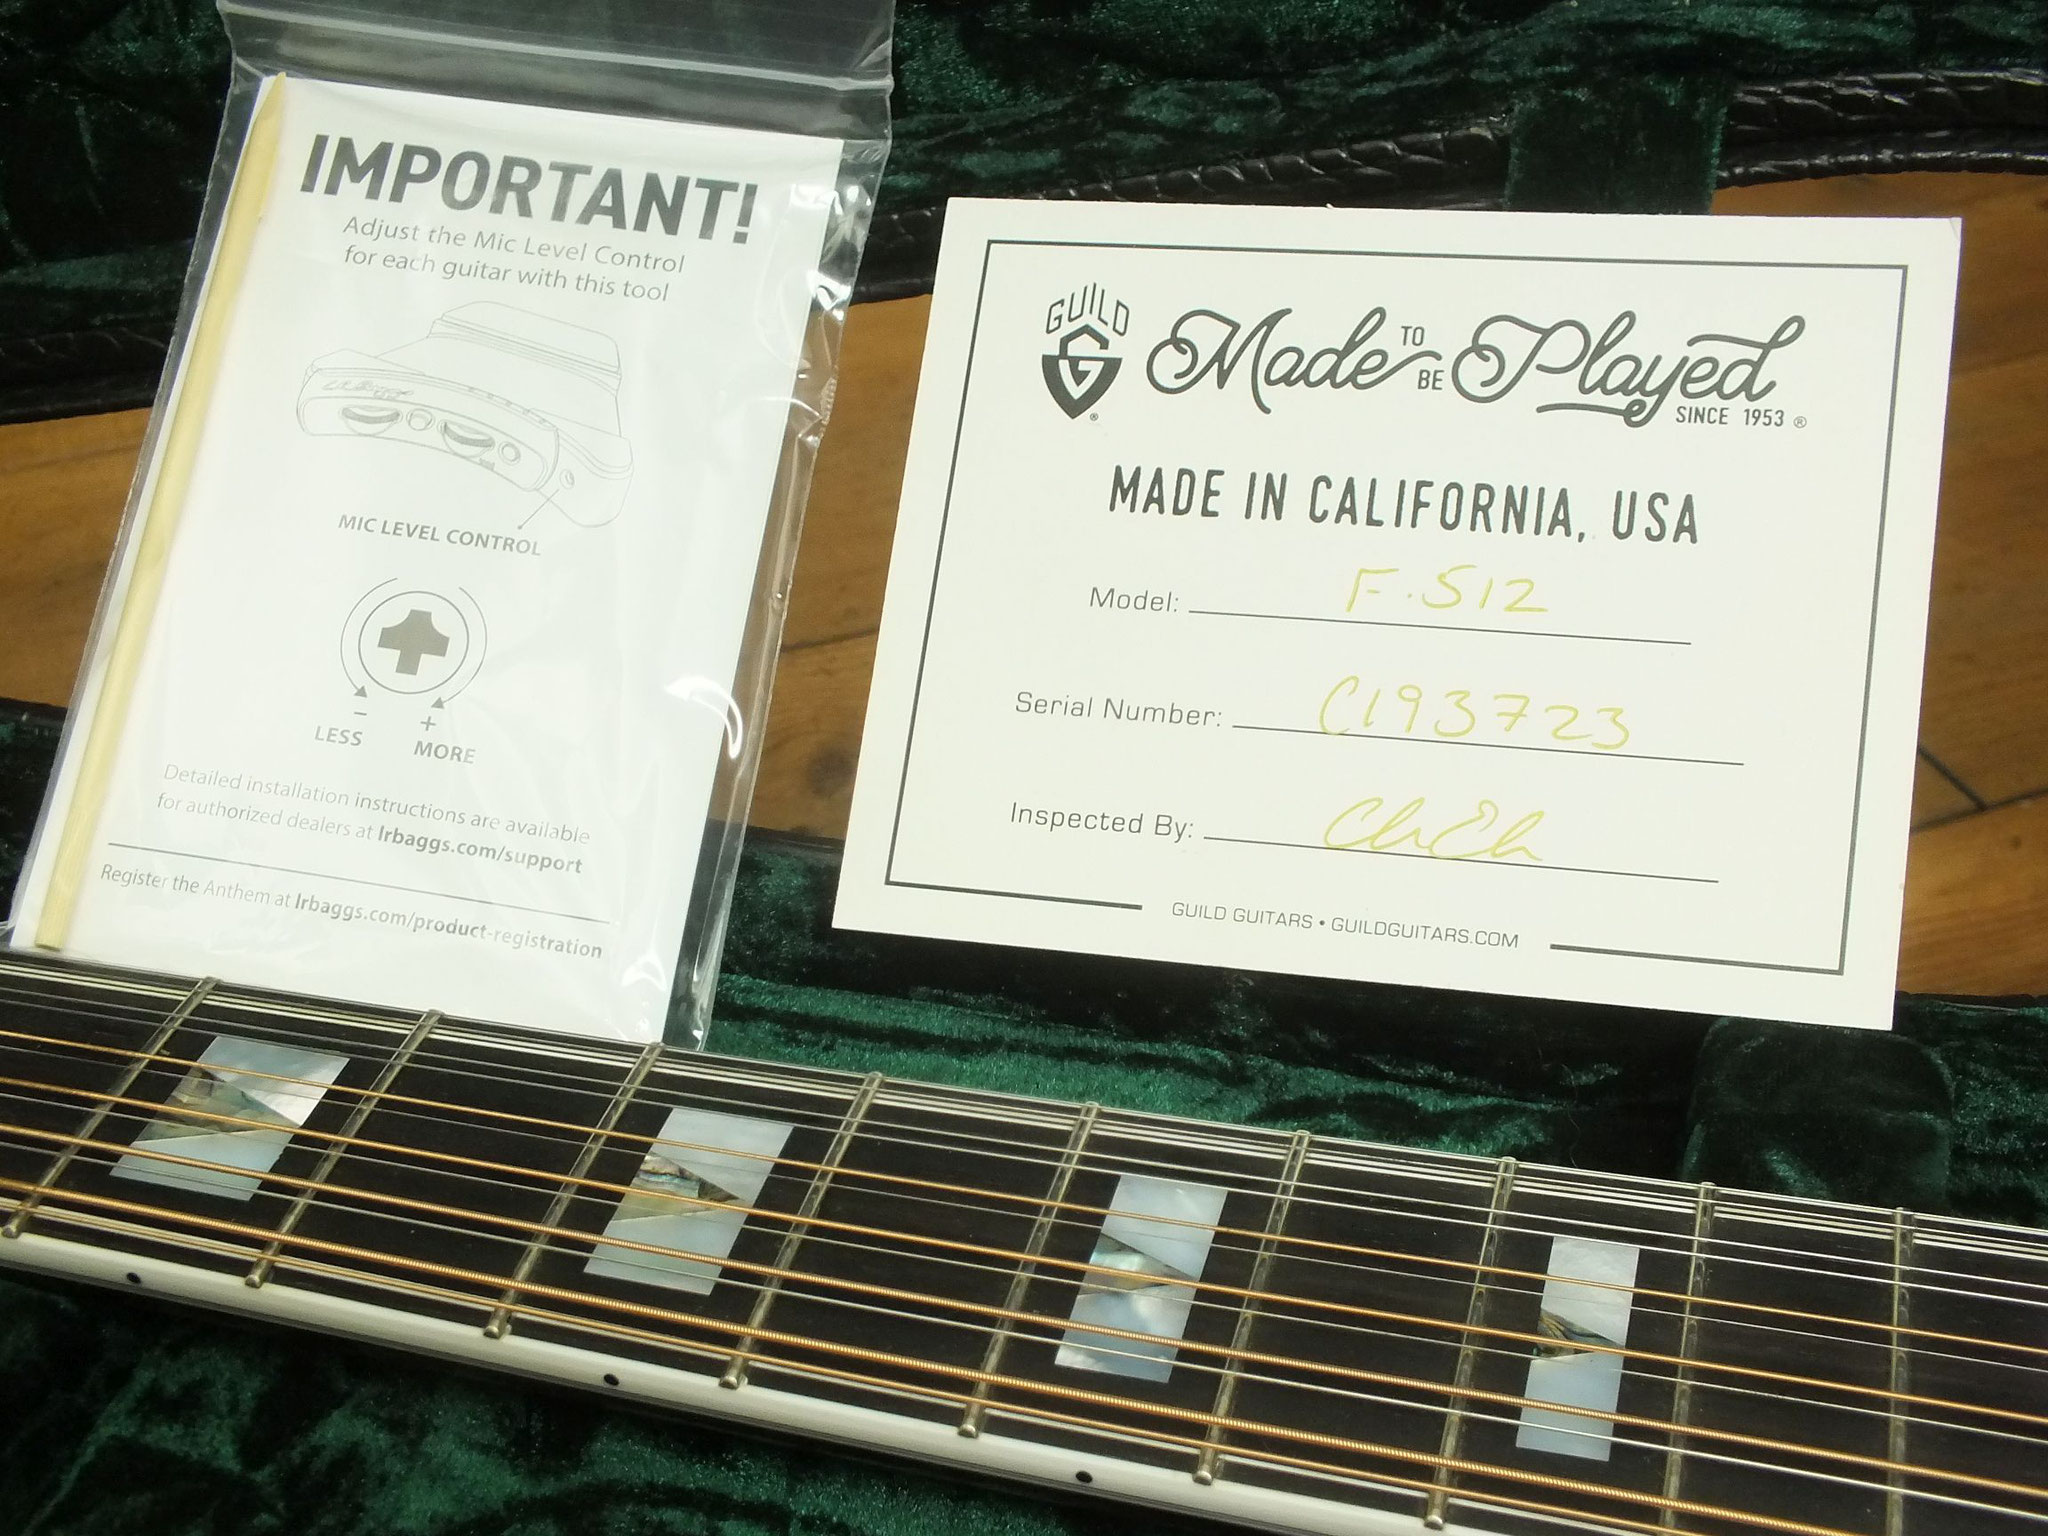 IMPORTANT!
Adjust the Mic Level Control
for each guitar with this tool
MIC LEVEL CONTROL
− +
LESS MORE
Detailed installation instructions are available
for authorized dealers at lrbaggs.com/support
Register the Anthem at lrbaggs.com/product-registration
GUILD
G
®
Made TO BE Played
SINCE 1953 ®
MADE IN CALIFORNIA, USA
Model: F-512
Serial Number: C193723
Inspected By:
GUILD GUITARS • GUILDGUITARS.COM